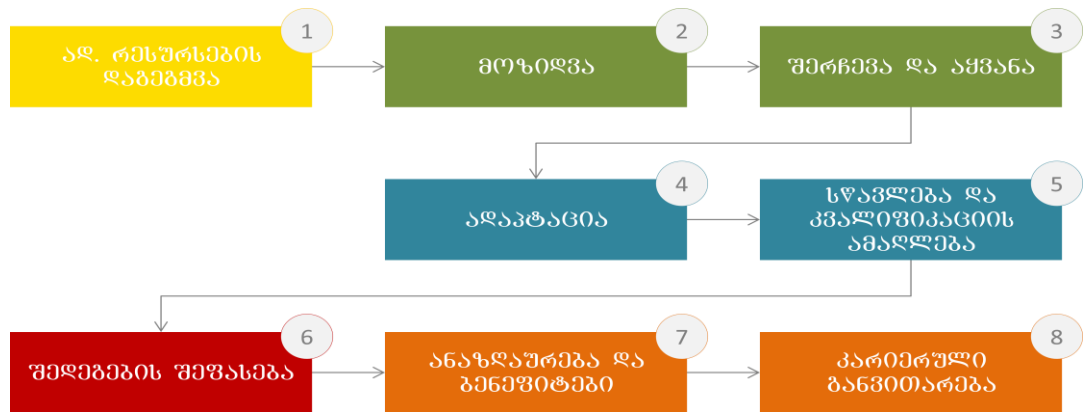 1
ად. რესურსების
დაგეგმვა
2
მოზიდვა
3
შერჩევა და აყვანა
4
ადაპტაცია
5
სწავლება და
კვალიფიკაციის
ამაღლება
6
შედეგების შეფასება
7
ანაზღაურება და
ბენეფიტები
8
კარიერული
განვითარება